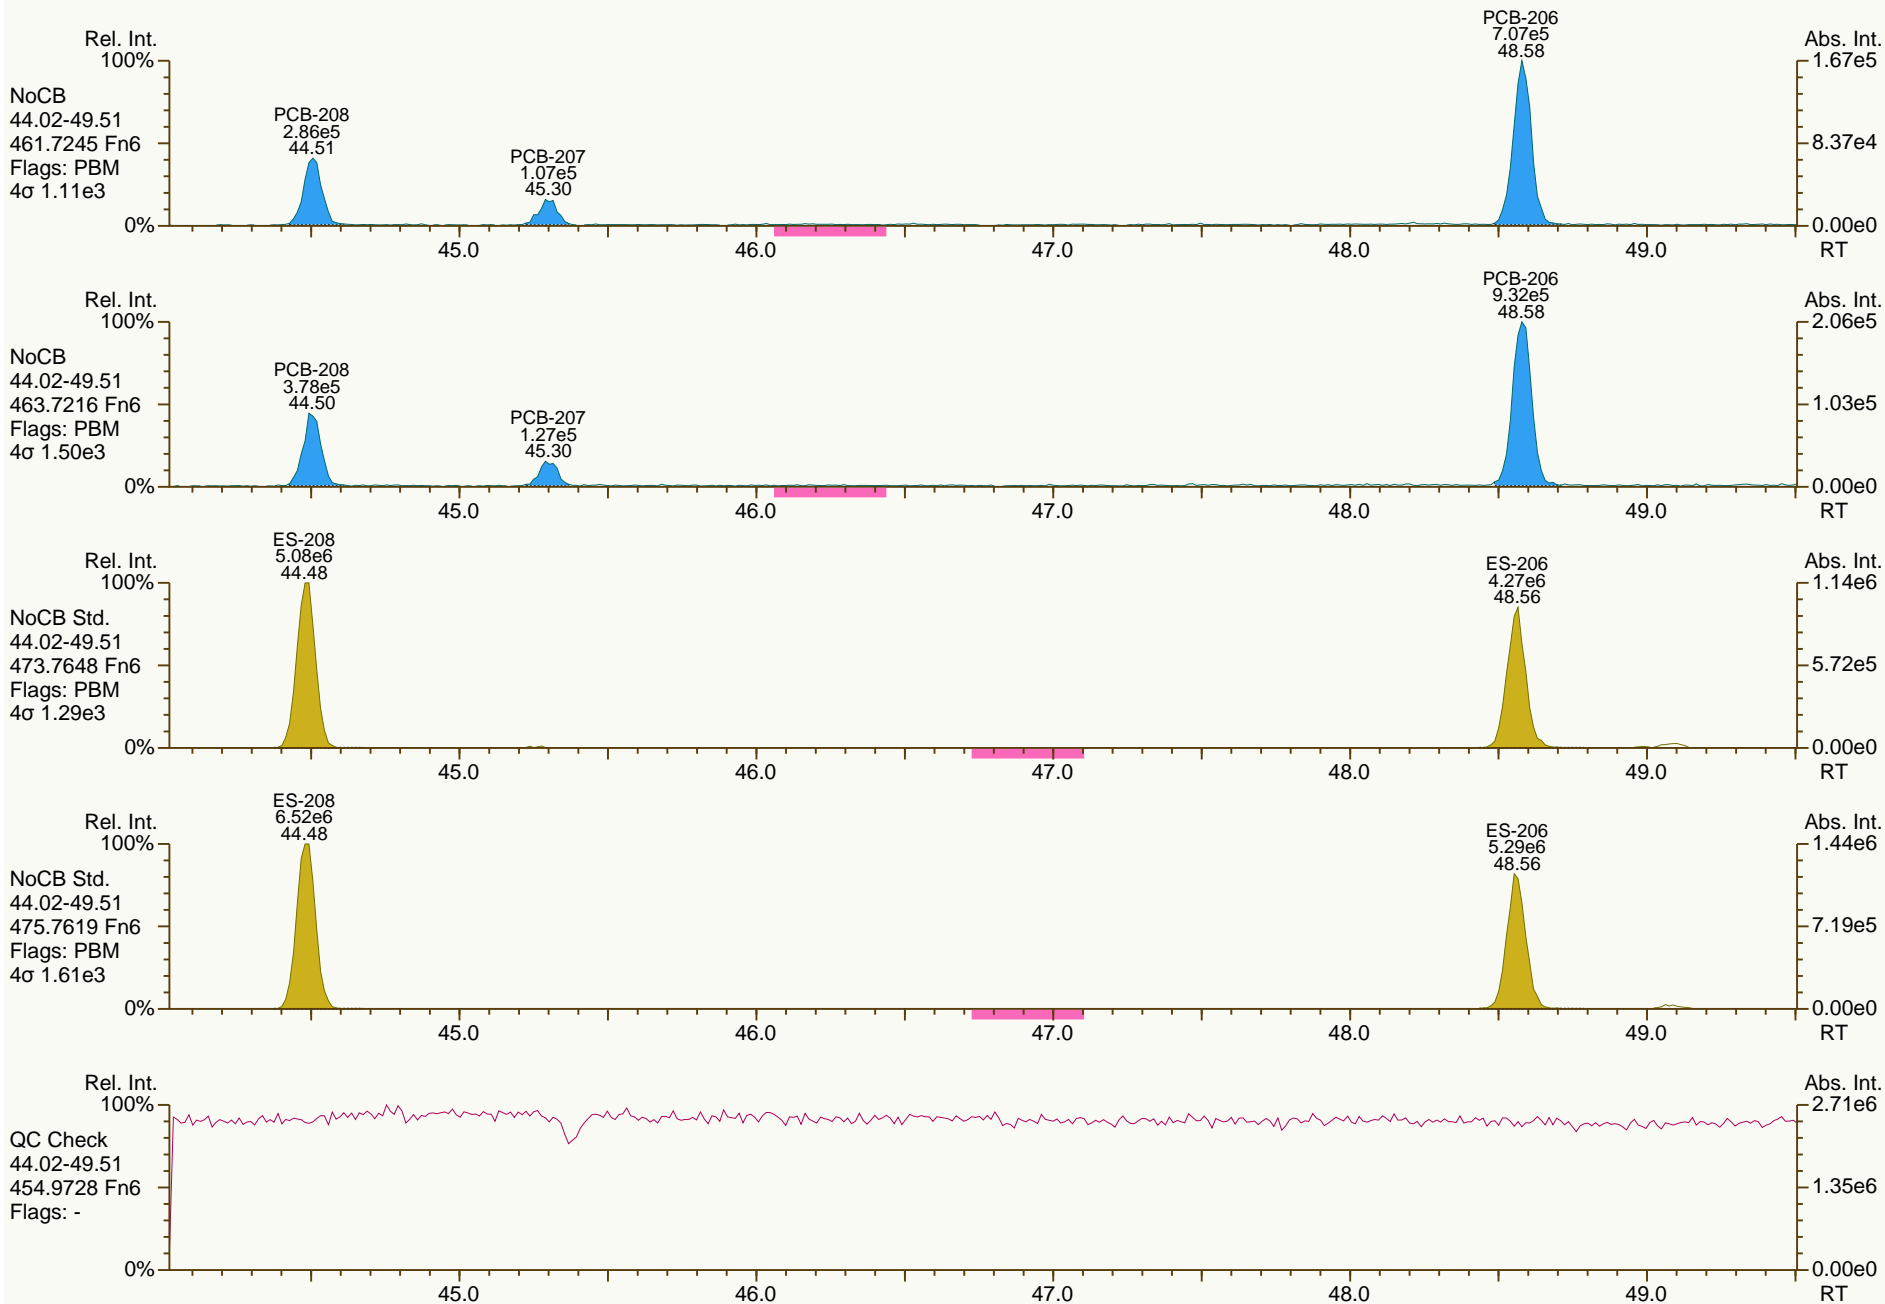 PCB-206
7.07e5
48.58
Rel. Int.
Abs. Int.
100%
1.67e5
NoCB
44.02-49.51
461.7245 Fn6
Flags: PBM
4σ 1.11e3
PCB-208
2.86e5
44.51
PCB-207
1.07e5
45.30
8.37e4
0%
0.00e0
45.0 46.0 47.0 48.0 49.0 RT
PCB-206
9.32e5
48.58
Rel. Int.
Abs. Int.
100%
2.06e5
NoCB
44.02-49.51
463.7216 Fn6
Flags: PBM
4σ 1.50e3
PCB-208
3.78e5
44.50
PCB-207
1.27e5
45.30
1.03e5
0%
0.00e0
45.0 46.0 47.0 48.0 49.0 RT
ES-208
5.08e6
44.48
Rel. Int.
ES-206
4.27e6
48.56
Abs. Int.
100%
1.14e6
NoCB Std.
44.02-49.51
473.7648 Fn6
Flags: PBM
4σ 1.29e3
5.72e5
0%
0.00e0
45.0 46.0 47.0 48.0 49.0 RT
ES-208
6.52e6
44.48
Rel. Int.
ES-206
5.29e6
48.56
Abs. Int.
100%
1.44e6
NoCB Std.
44.02-49.51
475.7619 Fn6
Flags: PBM
4σ 1.61e3
7.19e5
0%
0.00e0
45.0 46.0 47.0 48.0 49.0 RT
Rel. Int.
Abs. Int.
100%
2.71e6
QC Check
44.02-49.51
454.9728 Fn6
Flags: -
1.35e6
0%
0.00e0
45.0 46.0 47.0 48.0 49.0 RT